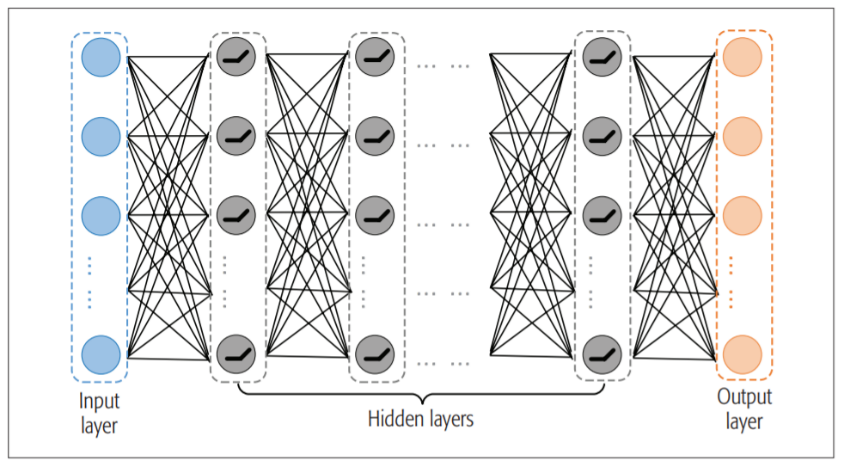 Input
layer
Hidden layers
Output
layer